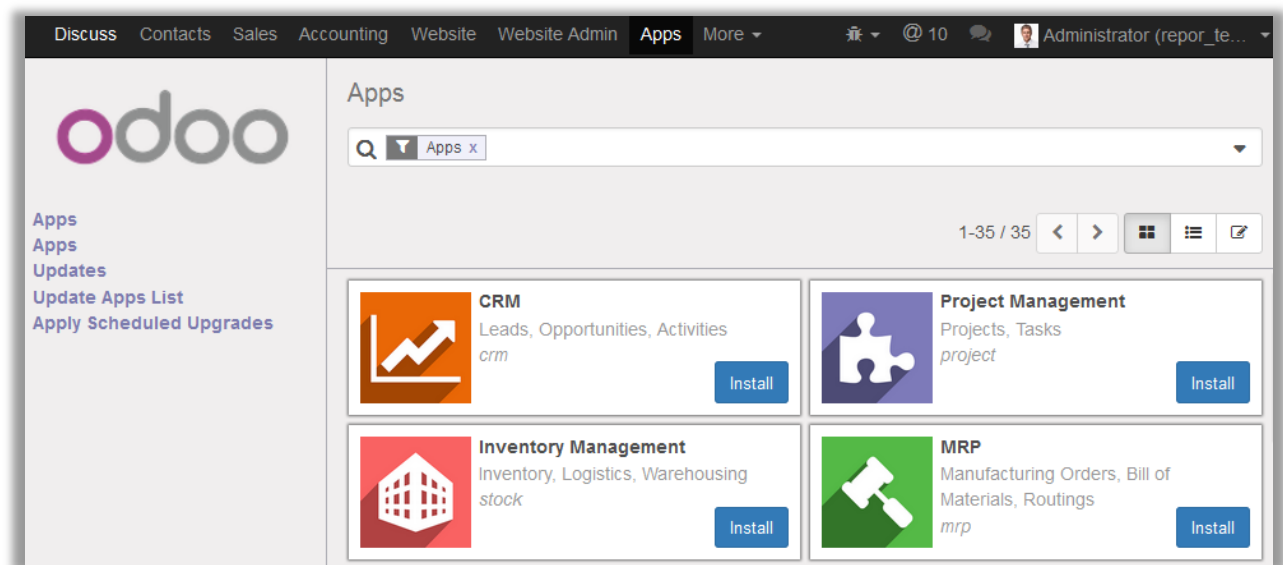 Discuss Contacts Sales Accounting Website Website Admin Apps More @ 10 Administrator (repor_te...
odoo
Apps
Apps
Updates
Update Apps List
Apply Scheduled Upgrades
Apps
Apps x
1-35 / 35
CRM
Leads, Opportunities, Activities
crm
Install
Project Management
Projects, Tasks
project
Install
Inventory Management
Inventory, Logistics, Warehousing
stock
Install
MRP
Manufacturing Orders, Bill of
Materials, Routings
mrp
Install